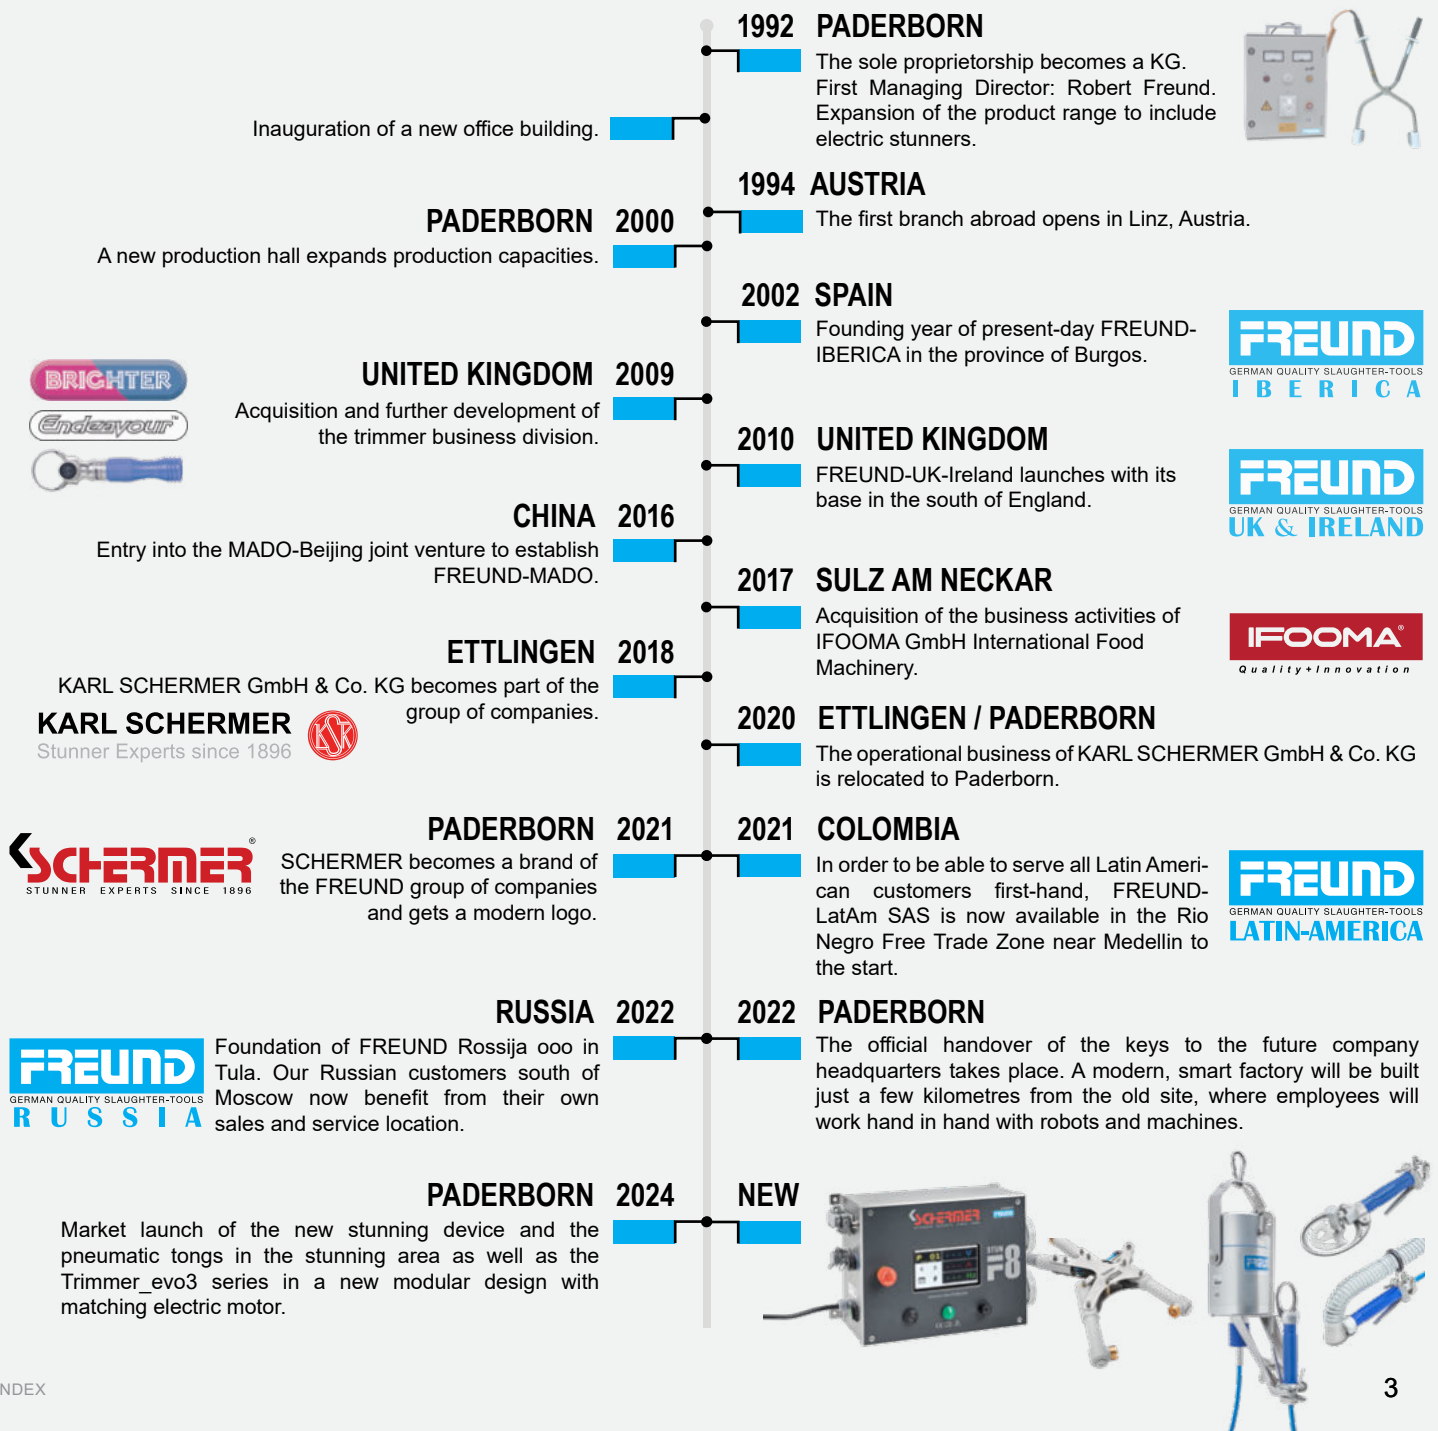 1992 PADERBORN
The sole proprietorship becomes a KG.
First Managing Director: Robert Freund.
Expansion of the product range to include
electric stunners.
Inauguration of a new office building.
1994 AUSTRIA
The first branch abroad opens in Linz, Austria.
PADERBORN 2000
A new production hall expands production capacities.
2002 SPAIN
Founding year of present-day FREUND-
IBERICA in the province of Burgos.
FREUND
GERMAN QUALITY SLAUGHTER-TOOLS
IBERICA
BRIGHTER
Endeavour™
UNITED KINGDOM 2009
Acquisition and further development of
the trimmer business division.
2010 UNITED KINGDOM
FREUND-UK-Ireland launches with its
base in the south of England.
FREUND
GERMAN QUALITY SLAUGHTER-TOOLS
UK & IRELAND
CHINA 2016
Entry into the MADO-Beijing joint venture to establish
FREUND-MADO.
2017 SULZ AM NECKAR
Acquisition of the business activities of
IFOOMA GmbH International Food
Machinery.
IFOOMA®
Quality+Innovation
ETTLINGEN 2018
KARL SCHERMER GmbH & Co. KG becomes part of the
group of companies.
KARL SCHERMER
Stunner Experts since 1896
KSK
2020 ETTLINGEN / PADERBORN
The operational business of KARL SCHERMER GmbH & Co. KG
is relocated to Paderborn.
PADERBORN 2021
SCHERMER becomes a brand of
the FREUND group of companies
and gets a modern logo.
SCHERMER®
STUNNER EXPERTS SINCE 1896
2021 COLOMBIA
In order to be able to serve all Latin Ameri-
can customers first-hand, FREUND-
LatAm SAS is now available in the Rio
Negro Free Trade Zone near Medellin to
the start.
FREUND
GERMAN QUALITY SLAUGHTER-TOOLS
LATIN-AMERICA
RUSSIA 2022
Foundation of FREUND Rossija ooo in
Tula. Our Russian customers south of
Moscow now benefit from their own
sales and service location.
FREUND
GERMAN QUALITY SLAUGHTER-TOOLS
RUSSIA
2022 PADERBORN
The official handover of the keys to the future company
headquarters takes place. A modern, smart factory will be built
just a few kilometres from the old site, where employees will
work hand in hand with robots and machines.
PADERBORN 2024
Market launch of the new stunning device and the
pneumatic tongs in the stunning area as well as the
Trimmer_evo3 series in a new modular design with
matching electric motor.
NEW
SCHERMER
STUN
F8
P 01
NDEX
3